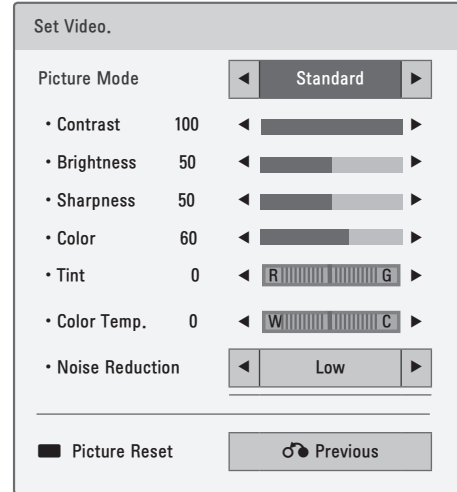 Set Video.
Picture Mode ◀ Standard ▶
• Contrast 100 ◀ ▶
• Brightness 50 ◀ ▶
• Sharpness 50 ◀ ▶
• Color 60 ◀ ▶
• Tint 0 ◀ R G ▶
• Color Temp. 0 ◀ W C ▶
• Noise Reduction ◀ Low ▶
Picture Reset Previous